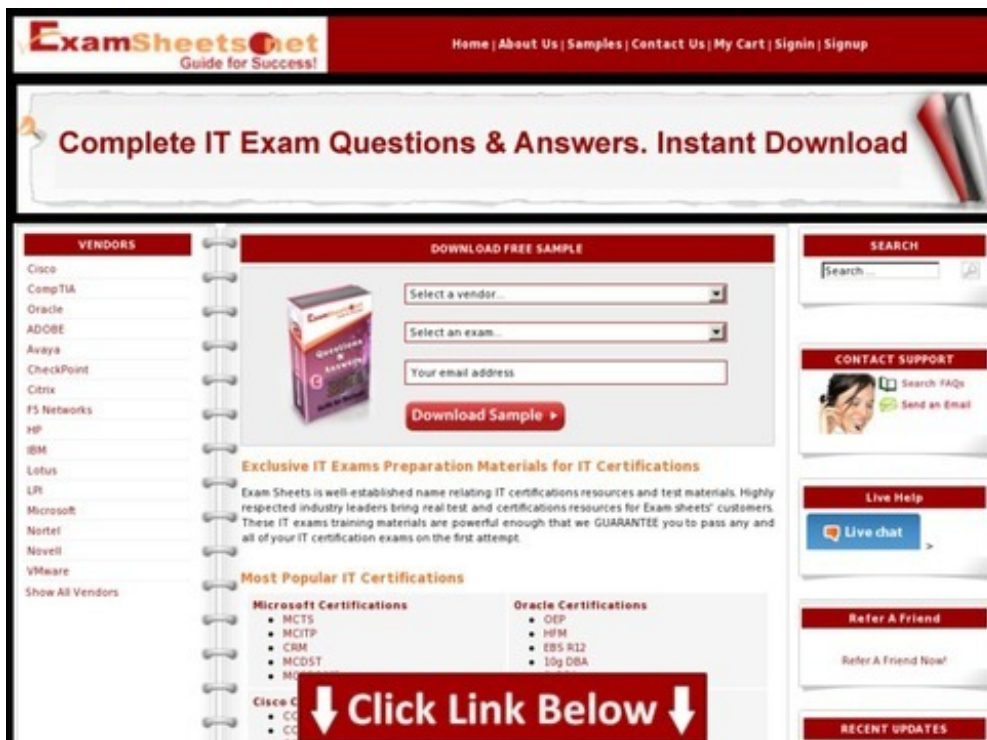 ExamSheets.net
Guide for Success!
Home | About Us | Samples | Contact Us | My Cart | Signin | Signup
Complete IT Exam Questions & Answers. Instant Download
VENDORS
Cisco
CompTIA
Oracle
ADOBE
Avaya
CheckPoint
Citrix
F5 Networks
HP
IBM
Lotus
LPI
Microsoft
Nortel
Novell
VMware
Show All Vendors
DOWNLOAD FREE SAMPLE
Select a vendor...
Select an exam...
Your email address
Download Sample
Questions
&
Answers
Exclusive IT Exams Preparation Materials for IT Certifications
Exam Sheets is well-established name relating IT certifications resources and test materials. Highly
respected industry leaders bring real test and certifications resources for Exam sheets' customers.
These IT exams training materials are powerful enough that we GUARANTEE you to pass any and
all of your IT certification exams on the first attempt.
Most Popular IT Certifications
Microsoft Certifications
MCTS
MCITP
CRM
MCDST
Oracle Certifications
OEP
HFM
EBS R12
10g DBA
Cisco
Click Link Below
SEARCH
Search ...
CONTACT SUPPORT
Search FAQs
Send an Email
Live Help
Live chat
>
Refer A Friend
Refer A Friend Now!
RECENT UPDATES